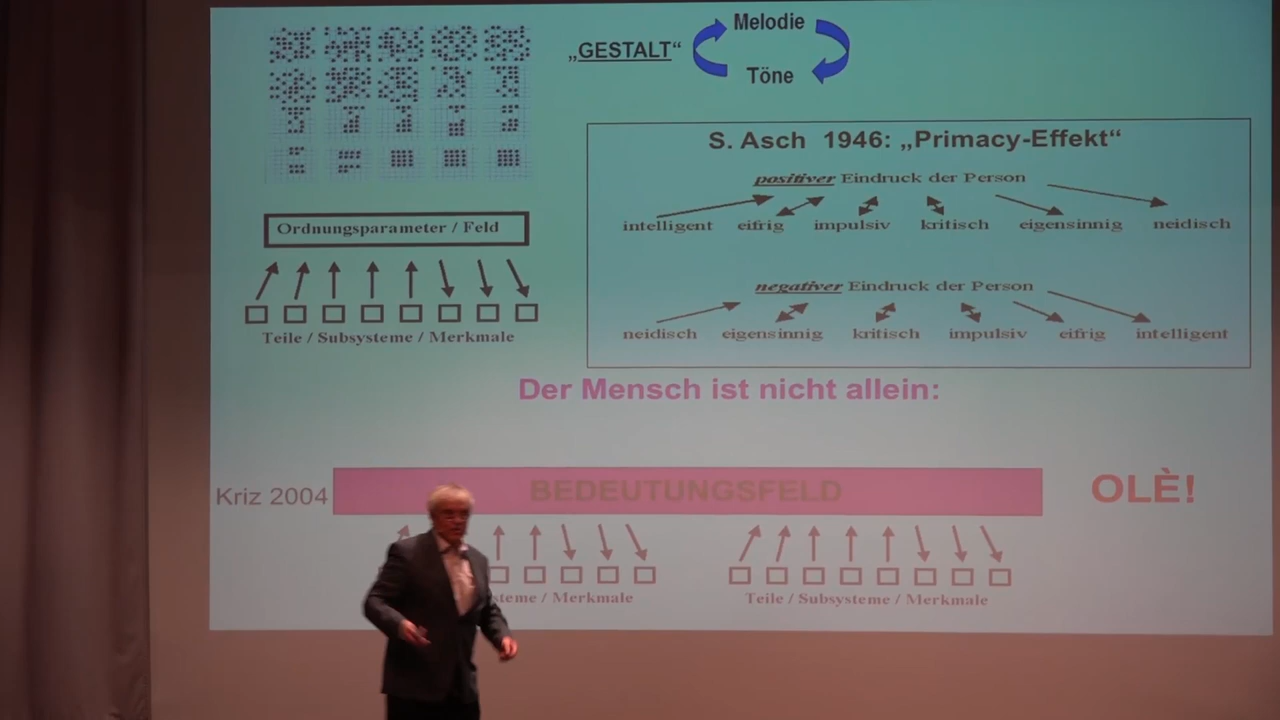 Melodie
„GESTALT“
Töne
S. Asch 1946: „Primacy-Effekt“
positiver Eindruck der Person
intelligent eifrig impulsiv kritisch eigensinnig neidisch
Ordnungsparameter / Feld
Teile / Subsysteme / Merkmale
negativer Eindruck der Person
neidisch eigensinnig kritisch impulsiv eifrig intelligent
Der Mensch ist nicht allein:
Kriz 2004
BEDEUTUNGSFELD
OLÈ!
steme / Merkmale
Teile / Subsysteme / Merkmale